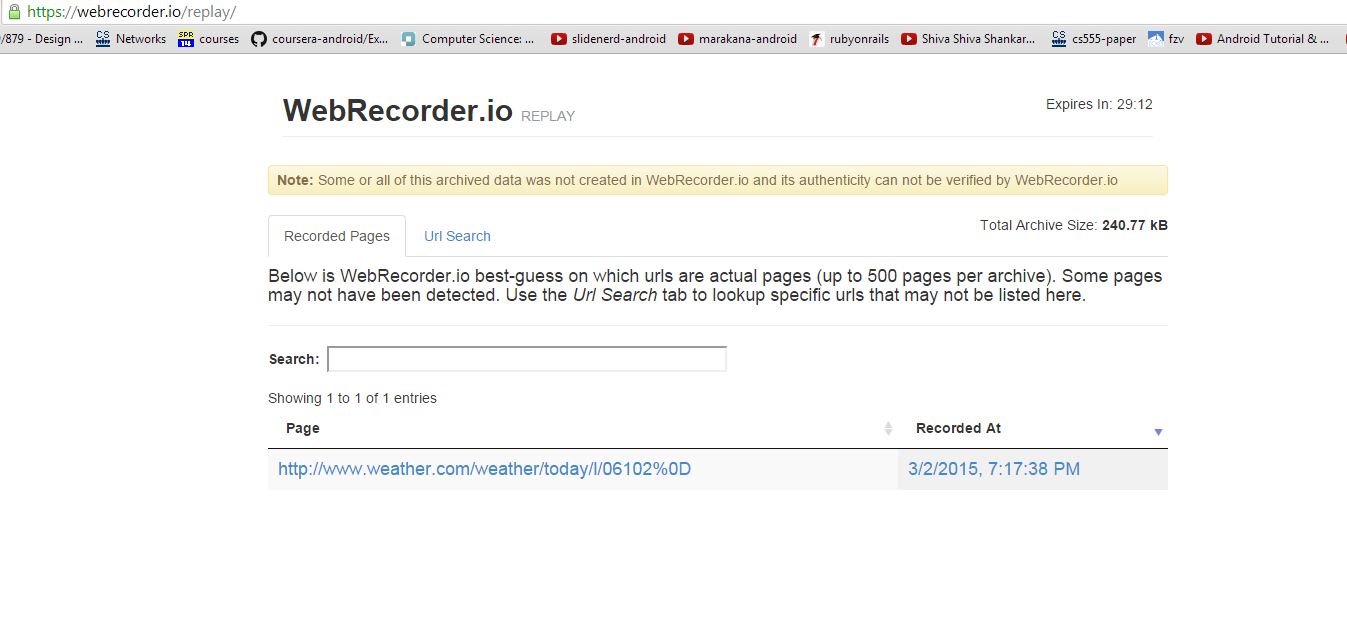 https://webrecorder.io/replay/
/879 - Design ... CS Networks SPR 145 courses coursera-android/Ex... Computer Science: ... slidenerd-android marakana-android rubyonrails Shiva Shiva Shankar... CS cs555-paper fzv Android Tutorial & ...
WebRecorder.io REPLAY Expires In: 29:12
Note: Some or all of this archived data was not created in WebRecorder.io and its authenticity can not be verified by WebRecorder.io
Recorded Pages Url Search Total Archive Size: 240.77 kB
Below is WebRecorder.io best-guess on which urls are actual pages (up to 500 pages per archive). Some pages
may not have been detected. Use the Url Search tab to lookup specific urls that may not be listed here.
Search:
Showing 1 to 1 of 1 entries
Page Recorded At
http://www.weather.com/weather/today/l/06102%0D 3/2/2015, 7:17:38 PM